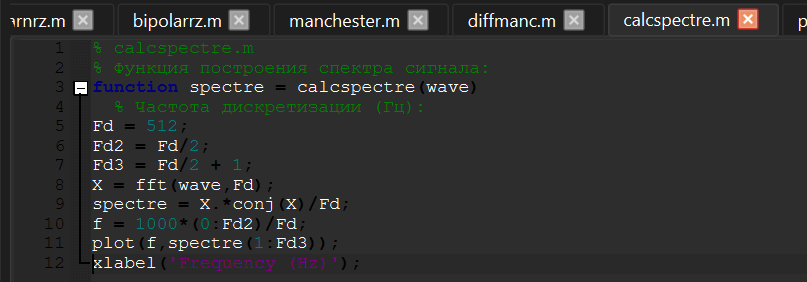 arnrz.m bipolarrz.m manchester.m diffmanc.m calcspectre.m p
1 % calcspectre.m
2 % Функция построения спектра сигнала:
3 function spectre = calcspectre(wave)
4 % Частота дискретизации (Гц):
5 Fd = 512;
6 Fd2 = Fd/2;
7 Fd3 = Fd/2 + 1;
8 X = fft(wave,Fd);
9 spectre = X.*conj(X)/Fd;
10 f = 1000*(0:Fd2)/Fd;
11 plot(f,spectre(1:Fd3));
12 xlabel('Frequency (Hz)');